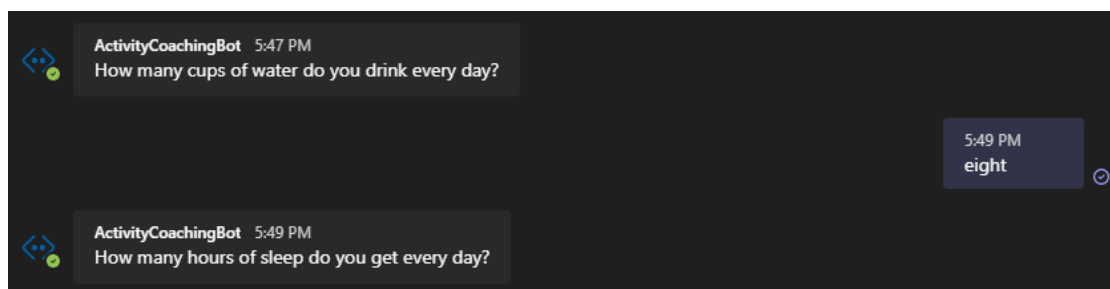 ActivityCoachingBot 5:47 PM
How many cups of water do you drink every day?
5:49 PM
eight
ActivityCoachingBot 5:49 PM
How many hours of sleep do you get every day?